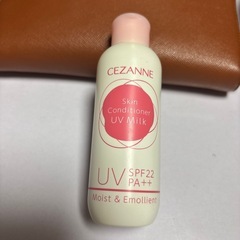 CEZANNE
Skin
Conditioner
UV Milk
UV SPF22
PA++
Moist & Emollient